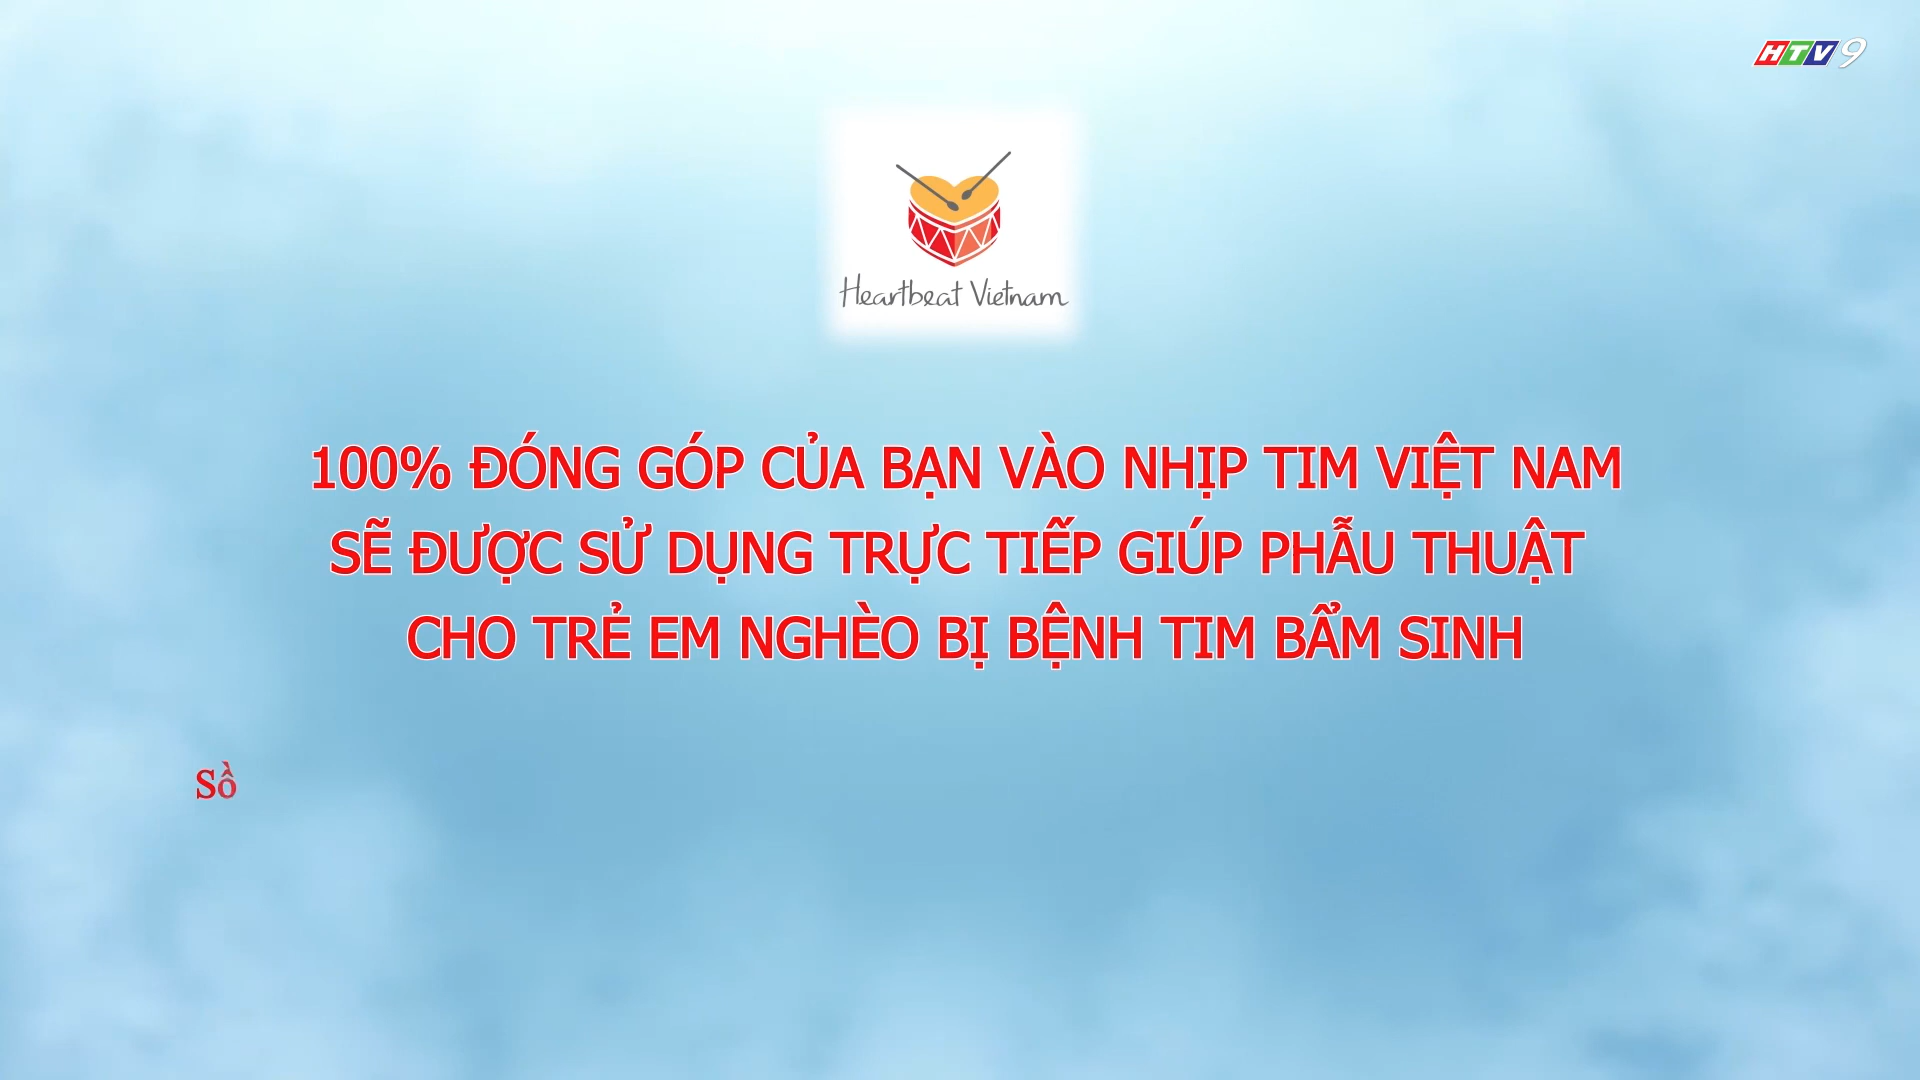 HTV9
Heartbeat Vietnam
100% ĐÓNG GÓP CỦA BẠN VÀO NHỊP TIM VIỆT NAM
SẼ ĐƯỢC SỬ DỤNG TRỰC TIẾP GIÚP PHẪU THUẬT
CHO TRẺ EM NGHÈO BỊ BỆNH TIM BẨM SINH
Sồ